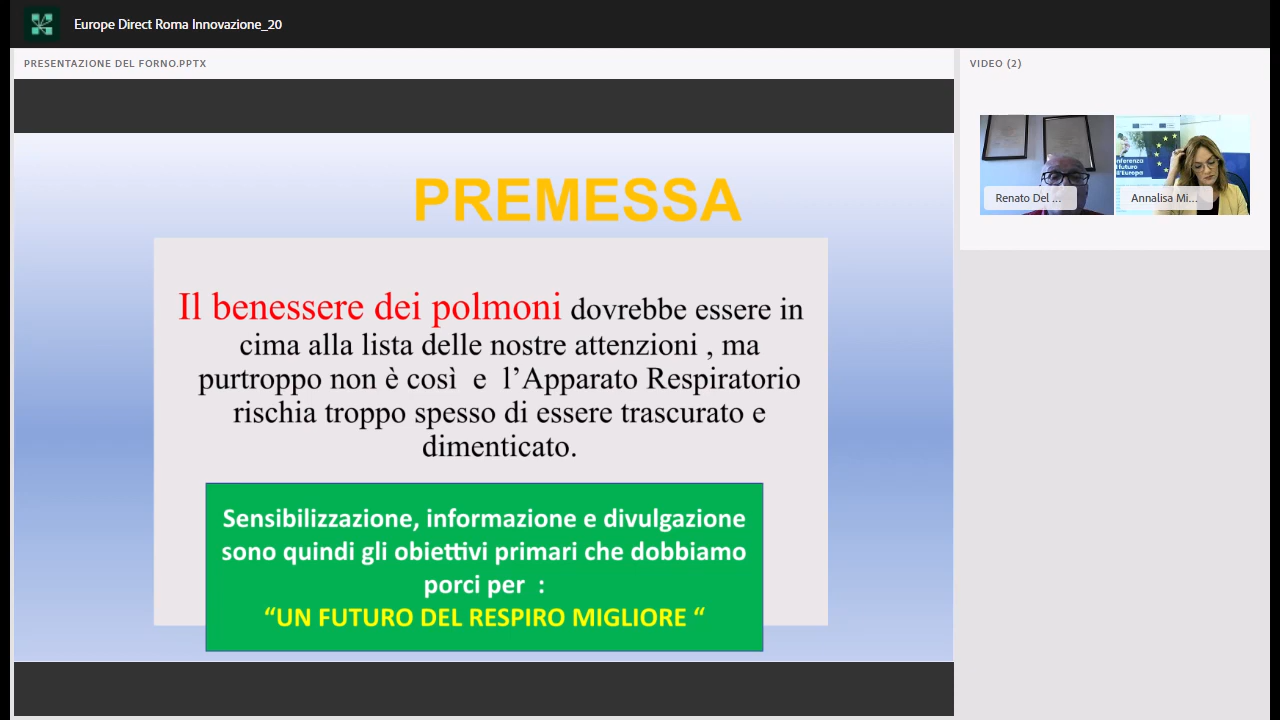 Europe Direct Roma Innovazione_20
PRESENTAZIONE DEL FORNO.PPTX
VIDEO (2)
PREMESSA
Il benessere dei polmoni dovrebbe essere in
cima alla lista delle nostre attenzioni , ma
purtroppo non è così e l’Apparato Respiratorio
rischia troppo spesso di essere trascurato e
dimenticato.
Sensibilizzazione, informazione e divulgazione
sono quindi gli obiettivi primari che dobbiamo
porci per :
“UN FUTURO DEL RESPIRO MIGLIORE “
Renato Del ...
Annalisa Mi...